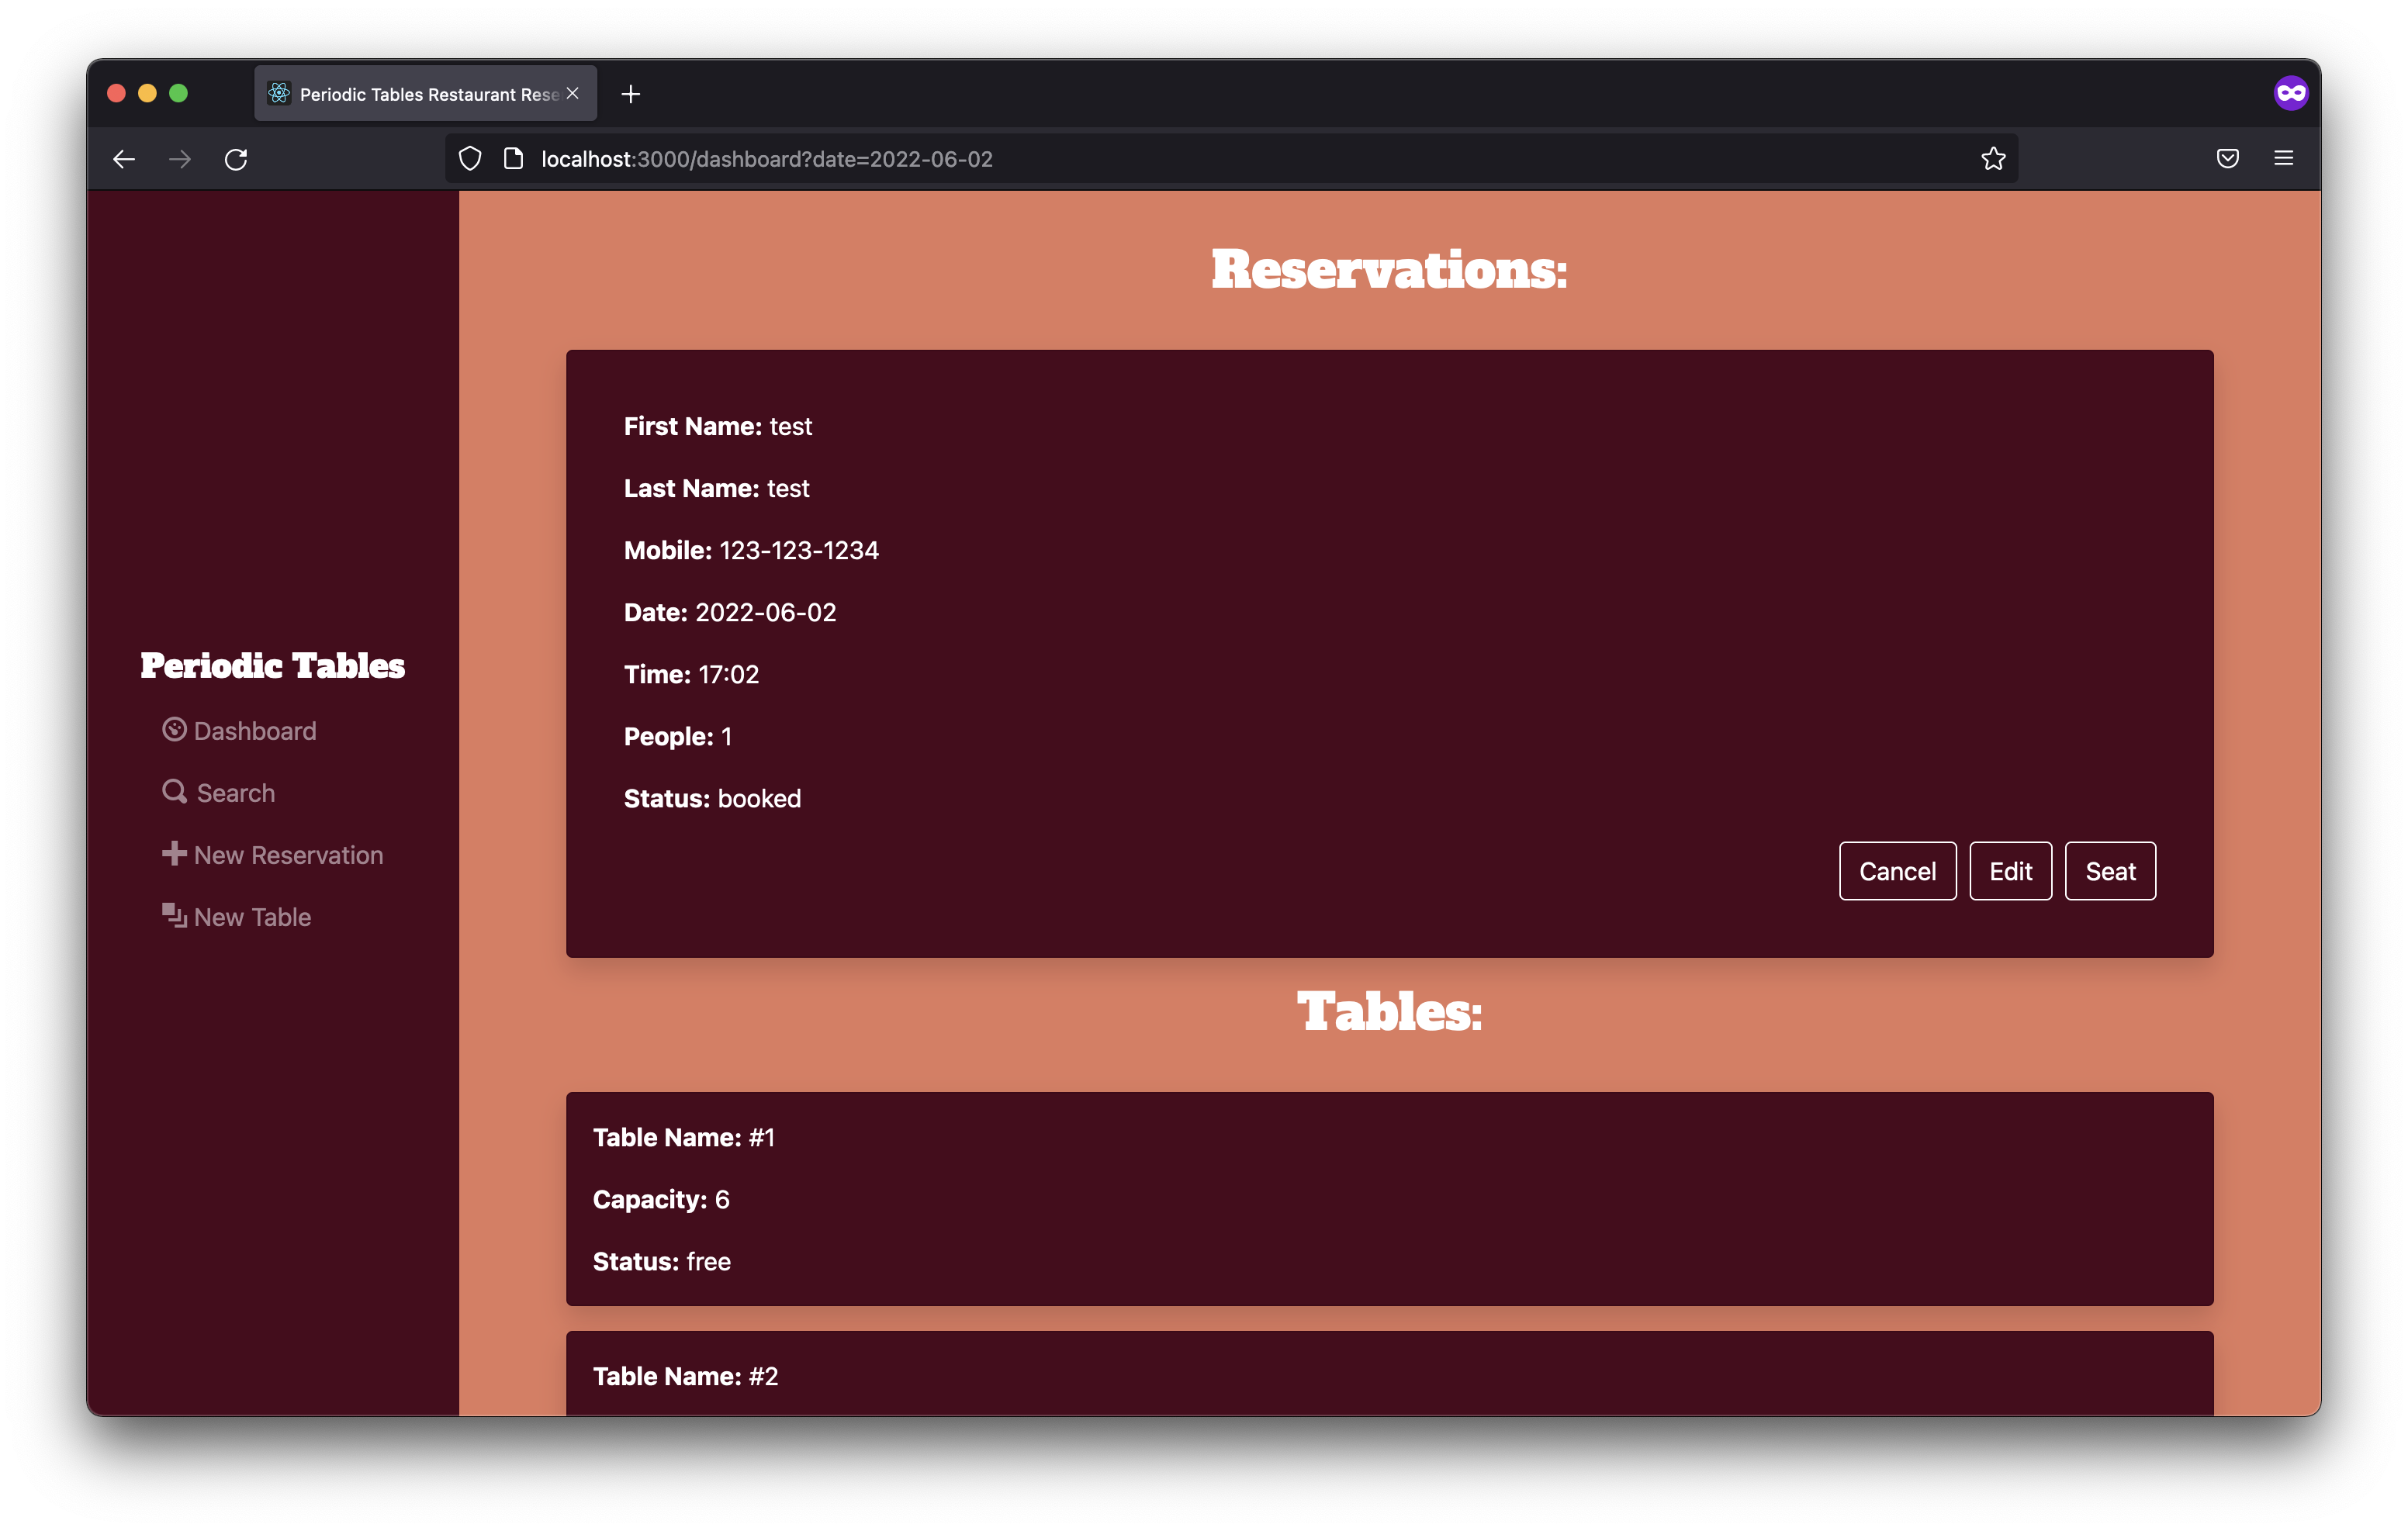 Periodic Tables Restaurant Rese
localhost:3000/dashboard?date=2022-06-02
Periodic Tables
Dashboard
Search
New Reservation
New Table
Reservations:
First Name: test
Last Name: test
Mobile: 123-123-1234
Date: 2022-06-02
Time: 17:02
People: 1
Status: booked
Cancel Edit Seat
Tables:
Table Name: #1
Capacity: 6
Status: free
Table Name: #2